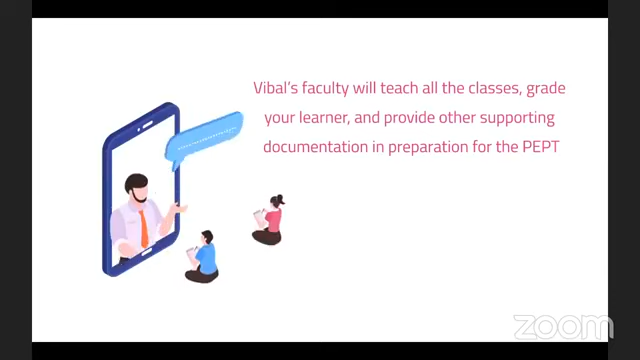 Vibal's faculty will teach all the classes, grade
your learner, and provide other supporting
documentation in preparation for the PEPT
zoom